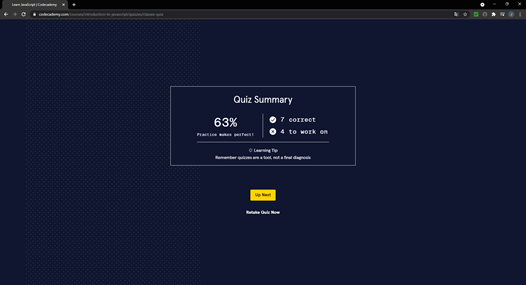 Learn JavaScript | Codecademy
codecademy.com/courses/introduction-to-javascript/quizzes/classes-quiz
Quiz Summary
63%
Practice makes perfect!
7 correct
4 to work on
Learning Tip
Remember quizzes are a tool, not a final diagnosis
Up Next
Retake Quiz Now